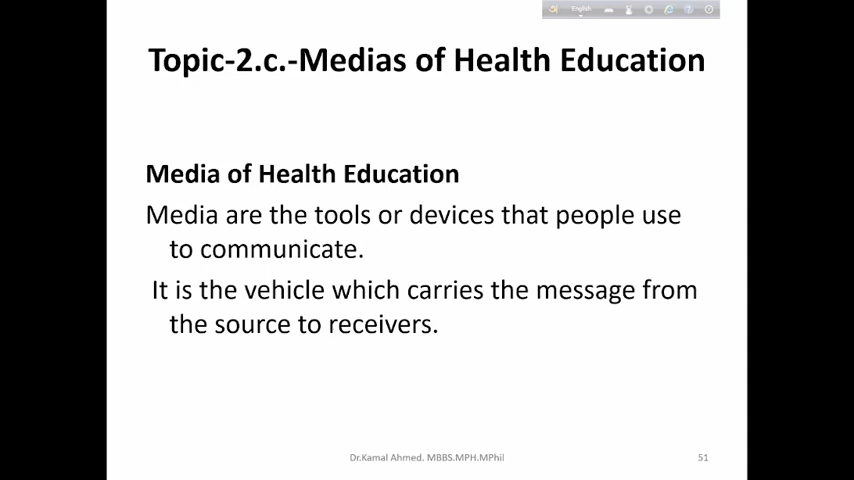 English
Topic-2.c.-Medias of Health Education
Media of Health Education
Media are the tools or devices that people use
to communicate.
It is the vehicle which carries the message from
the source to receivers.
Dr.Kamal Ahmed. MBBS.MPH.MPhil
51